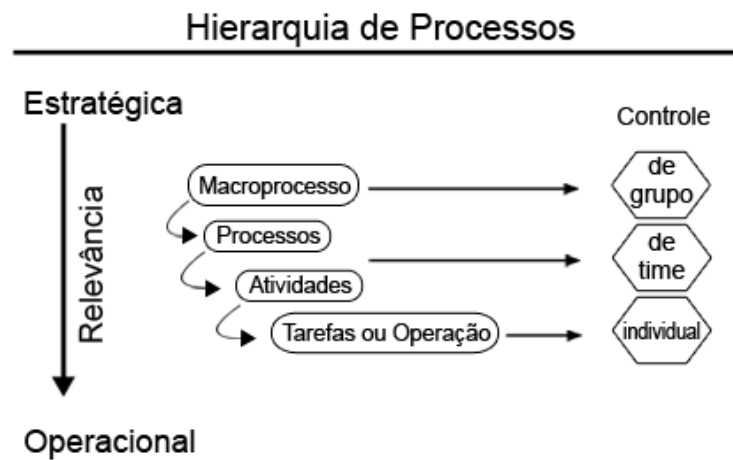 Hierarquia de Processos
Estratégica
Controle
Relevância
Macroprocesso
de
grupo
Processos
de
time
Atividades
Tarefas ou Operação
individual
Operacional